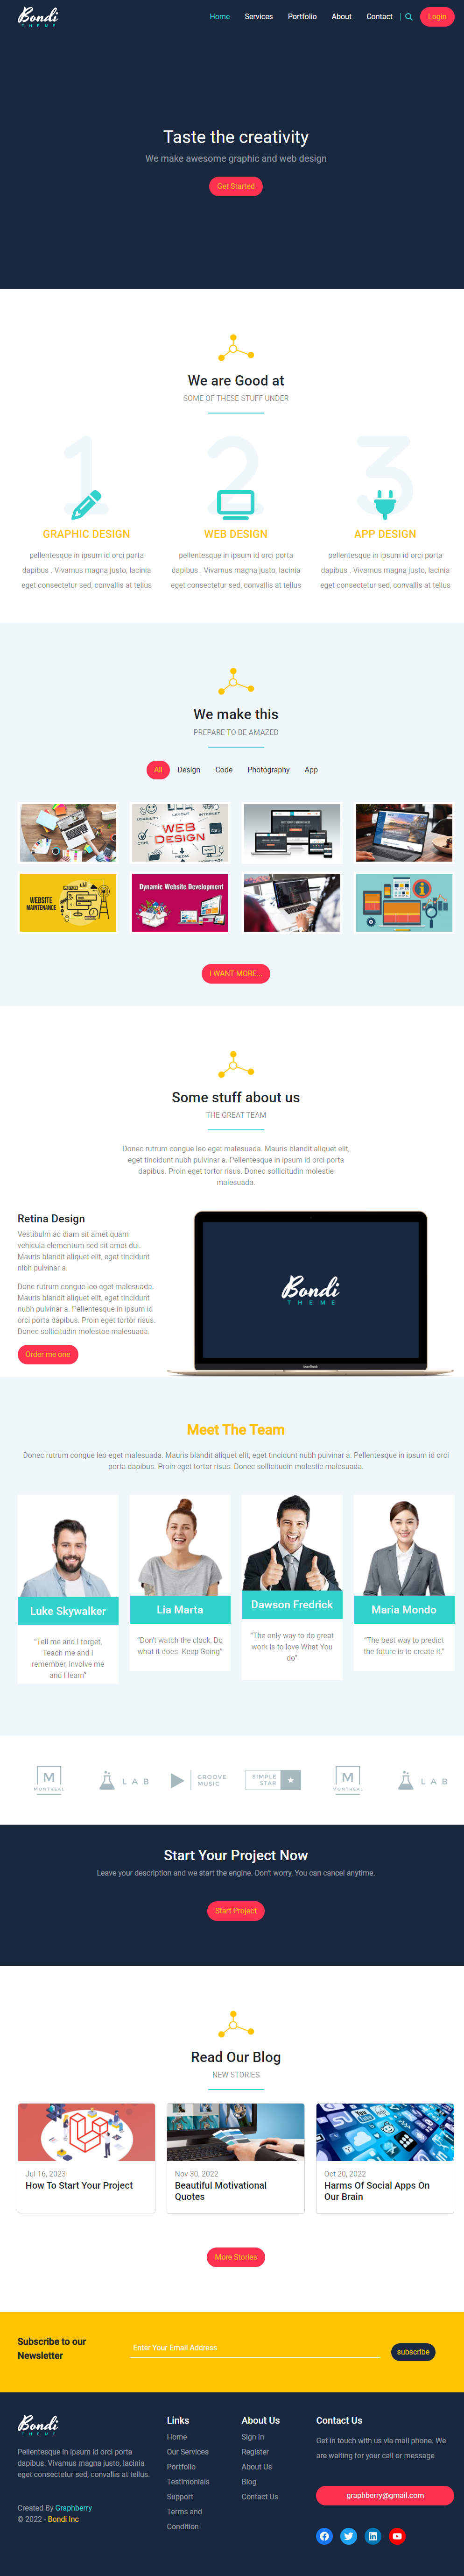 Bondi
THEME
Home Services Portfolio About Contact Login
Taste the creativity
We make awesome graphic and web design
Get Started
We are Good at
SOME OF THESE STUFF UNDER
1 2 3
GRAPHIC DESIGN
pellentesque in ipsum id orci porta
dapibus . Vivamus magna justo, lacinia
eget consectetur sed, convallis at tellus
WEB DESIGN
pellentesque in ipsum id orci porta
dapibus . Vivamus magna justo, lacinia
eget consectetur sed, convallis at tellus
APP DESIGN
pellentesque in ipsum id orci porta
dapibus . Vivamus magna justo, lacinia
eget consectetur sed, convallis at tellus
We make this
PREPARE TO BE AMAZED
All Design Code Photography App
LAYOUT
INTERNET
WEB
DESIGN
MEDIA
CSS
WEBSITE
MAINTENANCE
Dynamic Website Development
I WANT MORE...
Some stuff about us
THE GREAT TEAM
Donec rutrum congue leo eget malesuada. Mauris blandit aliquet elit,
eget tincidunt nubh pulvinar a. Pellentesque in ipsum id orci porta
dapibus. Proin eget tortor risus. Donec sollicitudin molestie
malesuada.
Retina Design
Vestibulm ac diam sit amet quam
vehicula elementum sed sit amet dui.
Mauris blandit aliquet elit, eget tincidunt
nibh pulvinar a.
Donc rutrum congue leo eget malesuada.
Mauris blandit aliquet elit, eget tincidunt
nubh pulvinar a. Pellentesque in ipsum id
orci porta dapibus. Proin eget tortor risus.
Donec sollicitudin molestoe malesuada.
Order me one
Bondi
THEME
MacBook
Meet The Team
Donec rutrum congue leo eget malesuada. Mauris blandit aliquet elit, eget tincidunt nubh pulvinar a. Pellentesque in ipsum id orci
porta dapibus. Proin eget tortor risus. Donec sollicitudin molestie malesuada.
Luke Skywalker
"Tell me and I forget,
Teach me and I
remember, Involve me
and I learn"
Lia Marta
"Don't watch the clock, Do
what it does. Keep Going"
Dawson Fredrick
"The only way to do great
work is to love What You
do"
Maria Mondo
"The best way to predict
the future is to create it."
M
MONTREAL
LAB
GROOVE
MUSIC
SIMPLE
STAR
M
MONTREAL
LAB
Start Your Project Now
Leave your description and we start the engine. Don't worry, You can cancel anytime.
Start Project
Read Our Blog
NEW STORIES
Jul 16, 2023
How To Start Your Project
Nov 30, 2022
Beautiful Motivational
Quotes
Oct 20, 2022
Harms Of Social Apps On
Our Brain
More Stories
Subscribe to our
Newsletter
Enter Your Email Address
subscribe
Bondi
THEME
Pellentesque in ipsum id orci porta
dapibus. Vivamus magna justo, lacinia
eget consectetur sed, convallis at tellus.
Created By Graphberry
© 2022 - Bondi Inc
Links
Home
Our Services
Portfolio
Testimonials
Support
Terms and
Condition
About Us
Sign In
Register
About Us
Blog
Contact Us
Contact Us
Get in touch with us via mail phone. We
are waiting for your call or message
graphberry@gmail.com